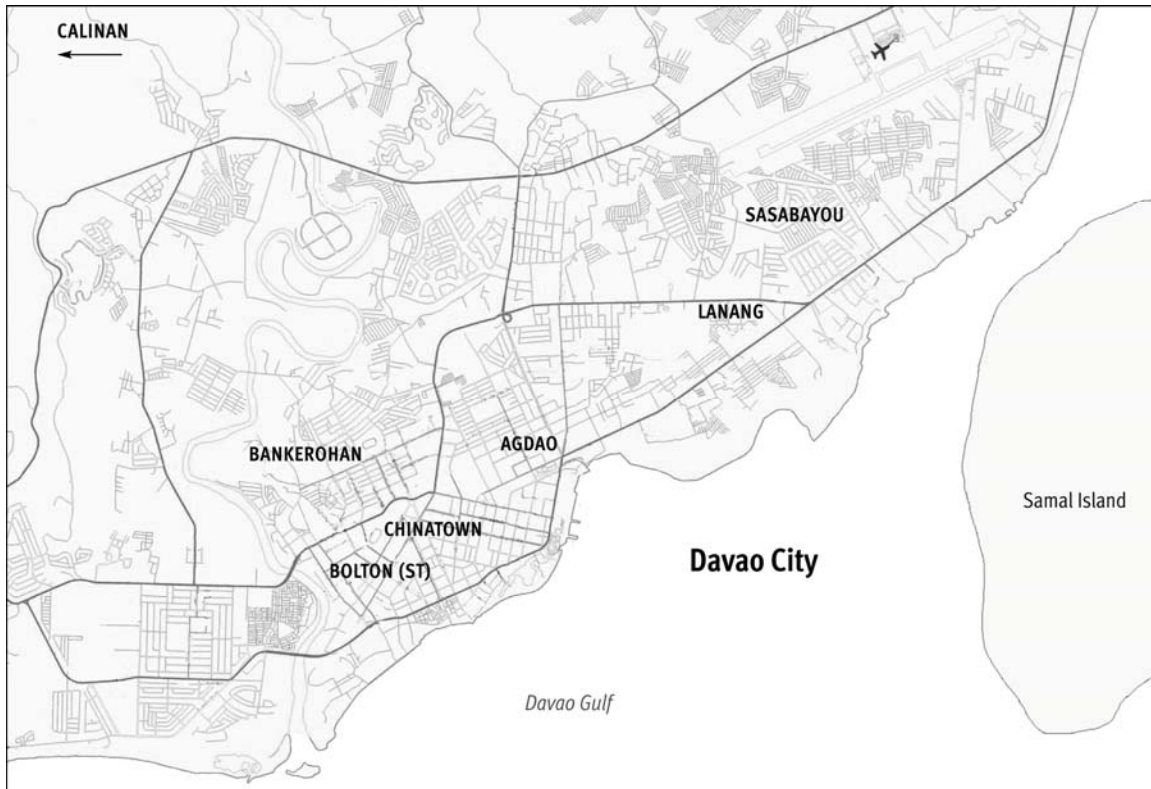 CALINAN
SASABAYOU
LANANG
AGDAO
BANKEROHAN
Samal Island
CHINATOWN
Davao City
BOLTON (ST)
Davao Gulf